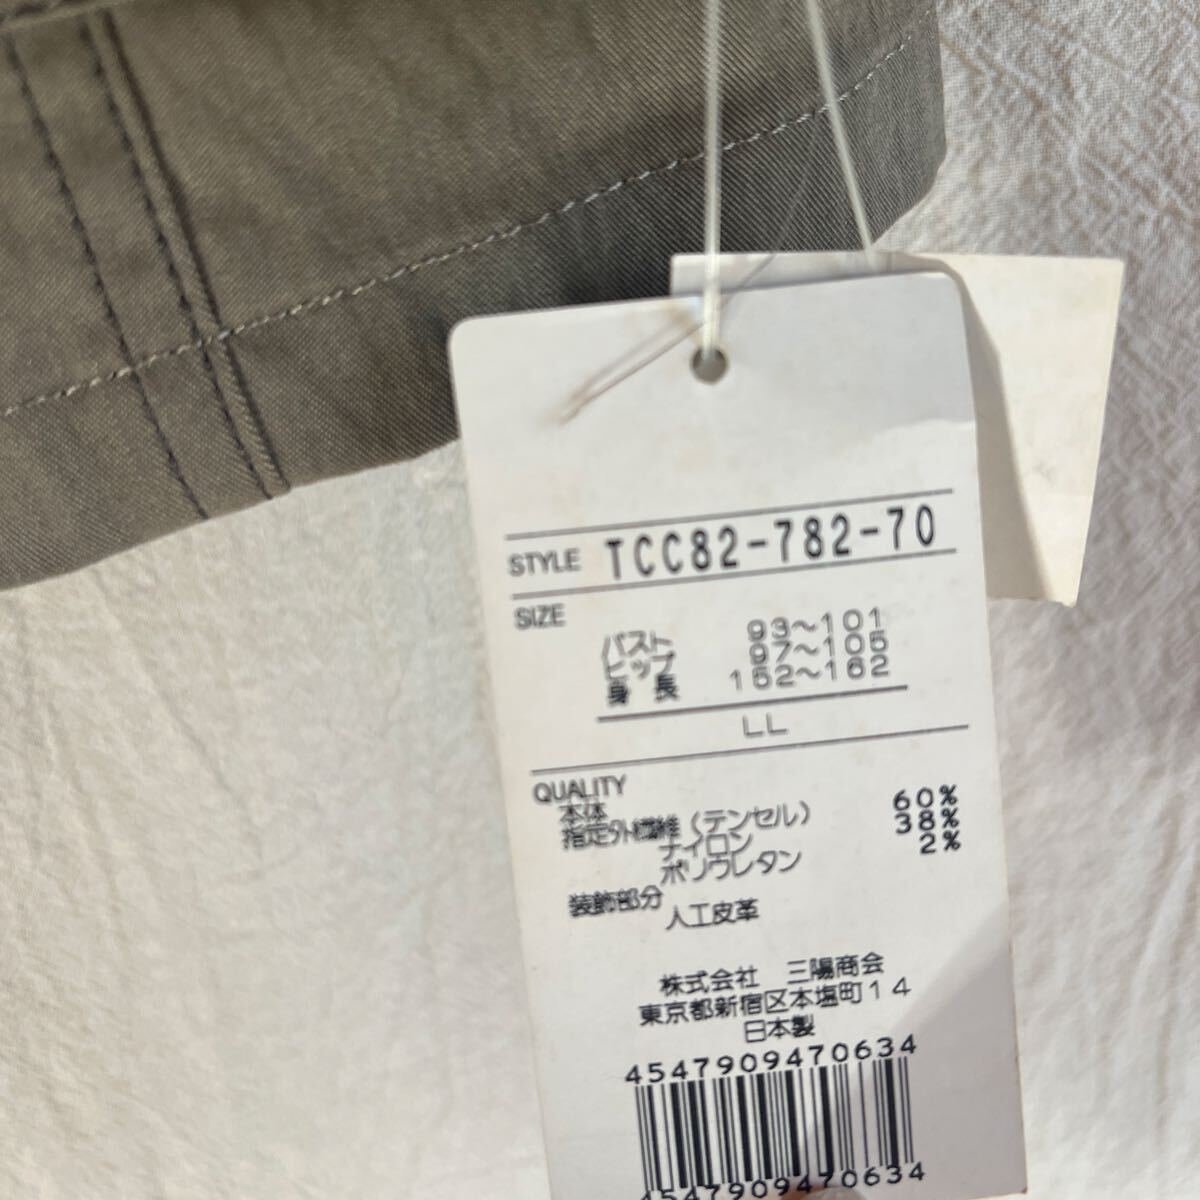 STYLE TCC82-782-70
SIZE
バスト 93～101
ヒップ 97～105
身長 152～162
LL
QUALITY
本体
指定外繊維(テンセル) 60%
ナイロン 38%
ポリウレタン 2%
装飾部分
人工皮革
株式会社 三陽商会
東京都新宿区本塩町14
日本製
4547909470634
4547909470634